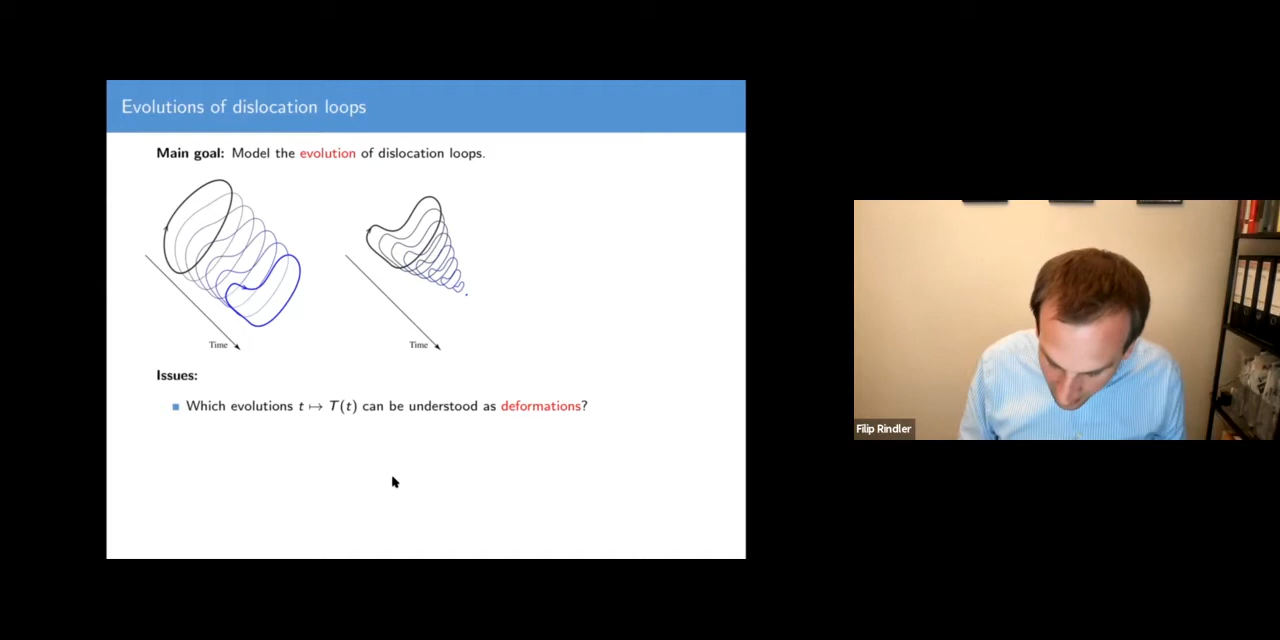 Evolutions of dislocation loops
Main goal: Model the evolution of dislocation loops.
Time
Time
Issues:
Which evolutions t ↦ T(t) can be understood as deformations?
Filip Rindler